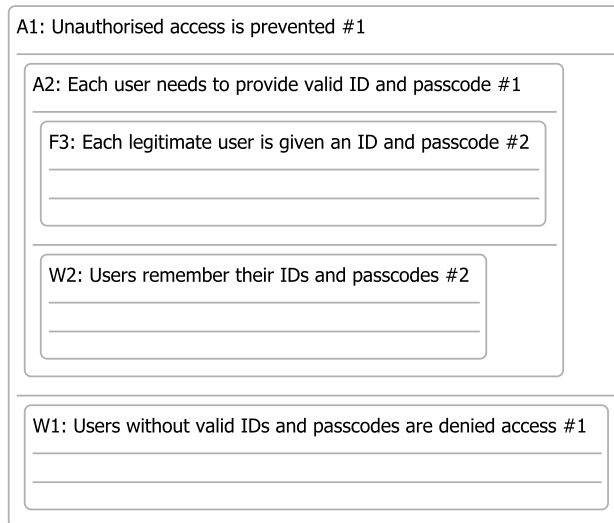 A1: Unauthorised access is prevented #1
A2: Each user needs to provide valid ID and passcode #1
F3: Each legitimate user is given an ID and passcode #2
W2: Users remember their IDs and passcodes #2
W1: Users without valid IDs and passcodes are denied access #1